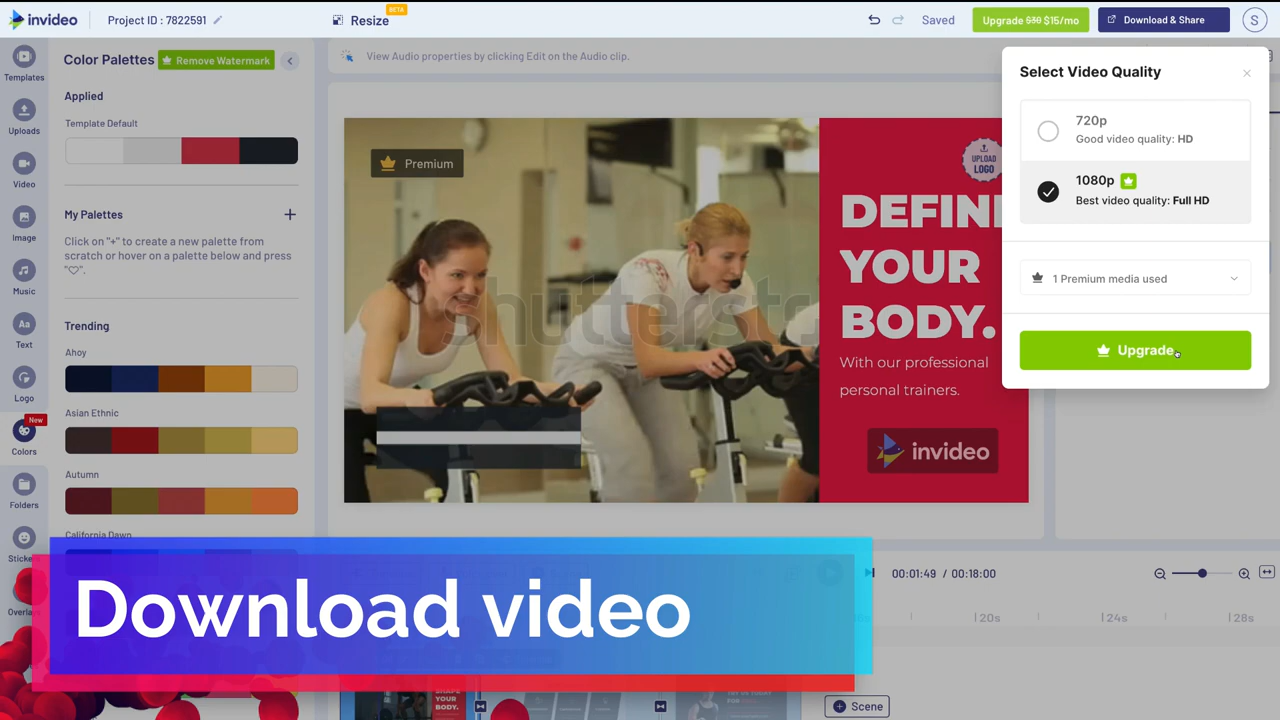 invideo
Project ID : 7822591
Resize
BETA
Saved
Upgrade $30 $15/mo
Download & Share
S
Templates
Uploads
Video
Image
Music
Text
Logo
New
Colors
Folders
Color Palettes
Remove Watermark
Applied
Template Default
My Palettes
Click on "+" to create a new palette from
scratch or hover on a palette below and press
"♡".
Trending
Ahoy
Asian Ethnic
Autumn
California Dawn
View Audio properties by clicking Edit on the Audio clip.
Premium
UPLOAD
LOGO
YOUR
BODY.
With our professional
personal trainers.
invideo
Select Video Quality
720p
Good video quality: HD
1080p
Best video quality: Full HD
1 Premium media used
Upgrade
00:01:49 / 00:18:00
20s
24s
28s
Scene
Download video